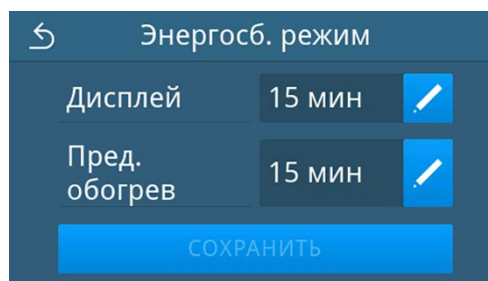 Энергосб. режим
Дисплей 15 мин
Пред.
обогрев 15 мин
СОХРАНИТЬ